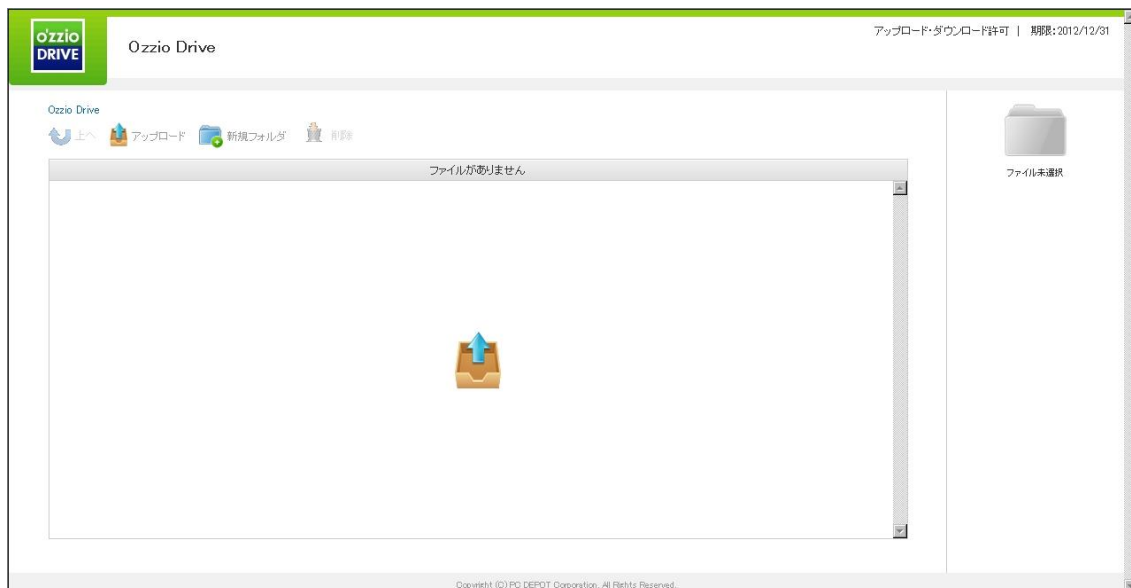 o'zzio
DRIVE
Ozzio Drive
アップロード・ダウンロード許可 | 期限:2012/12/31
Ozzio Drive
上へ アップロード 新規フォルダ 削除
ファイルがありません
ファイル未選択
Copyright (C) PC DEPOT Corporation. All Rights Reserved.